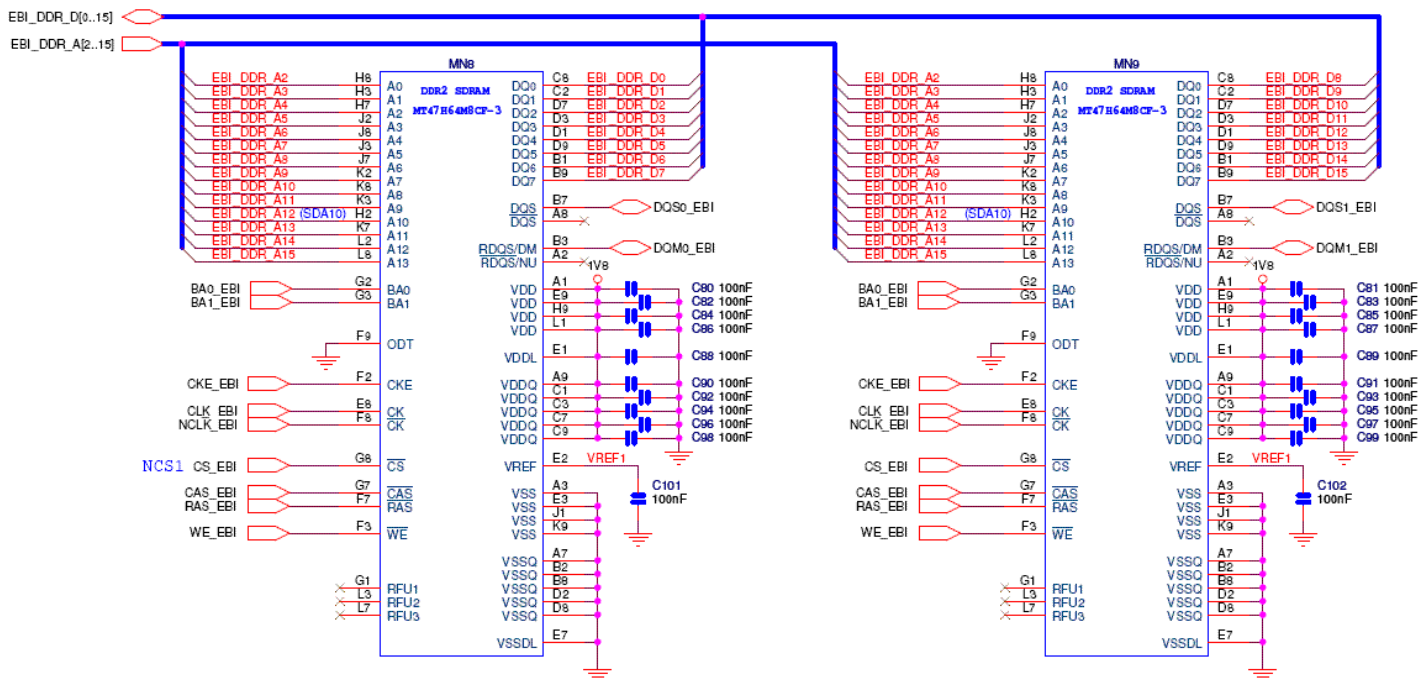 EBI_DDR_D[0..15]
EBI_DDR_A[2..15]
MN8
DDR2 SDRAM
MT47H64M8CF-3
EBI_DDR_A2 H8 A0
EBI_DDR_A3 H3 A1
EBI_DDR_A4 H7 A2
EBI_DDR_A5 J2 A3
EBI_DDR_A6 J8 A4
EBI_DDR_A7 J3 A5
EBI_DDR_A8 J7 A6
EBI_DDR_A9 K2 A7
EBI_DDR_A10 K8 A8
EBI_DDR_A11 K3 A9
EBI_DDR_A12 (SDA10) H2 A10
EBI_DDR_A13 K7 A11
EBI_DDR_A14 L2 A12
EBI_DDR_A15 L8 A13
BA0_EBI G2 BA0
BA1_EBI G3 BA1
F9 ODT
CKE_EBI F2 CKE
CLK_EBI E8 CK
NCLK_EBI F8 CK
NCS1 CS_EBI G8 CS
CAS_EBI G7 CAS
RAS_EBI F7 RAS
WE_EBI F3 WE
G1 RFU1
L3 RFU2
L7 RFU3
DQ0 C8 EBI_DDR_D0
DQ1 C2 EBI_DDR_D1
DQ2 D7 EBI_DDR_D2
DQ3 D3 EBI_DDR_D3
DQ4 D1 EBI_DDR_D4
DQ5 D9 EBI_DDR_D5
DQ6 B1 EBI_DDR_D6
DQ7 B9 EBI_DDR_D7
DQS B7 DQS0_EBI
DQS A8
RDQS/DM B3 DQM0_EBI
RDQS/NU A2
1V8
VDD A1 C80 100nF
VDD E9 C82 100nF
VDD H9 C84 100nF
VDD L1 C86 100nF
VDDL E1 C88 100nF
VDDQ A9 C90 100nF
VDDQ C1 C92 100nF
VDDQ C3 C94 100nF
VDDQ C7 C96 100nF
VDDQ C9 C98 100nF
VREF E2 VREF1
C101
100nF
VSS A3
VSS E3
VSS J1
VSS K9
VSSQ A7
VSSQ B2
VSSQ B8
VSSQ D2
VSSQ D8
VSSDL E7
MN9
DDR2 SDRAM
MT47H64M8CF-3
EBI_DDR_A2 H8 A0
EBI_DDR_A3 H3 A1
EBI_DDR_A4 H7 A2
EBI_DDR_A5 J2 A3
EBI_DDR_A6 J8 A4
EBI_DDR_A7 J3 A5
EBI_DDR_A8 J7 A6
EBI_DDR_A9 K2 A7
EBI_DDR_A10 K8 A8
EBI_DDR_A11 K3 A9
EBI_DDR_A12 (SDA10) H2 A10
EBI_DDR_A13 K7 A11
EBI_DDR_A14 L2 A12
EBI_DDR_A15 L8 A13
BA0_EBI G2 BA0
BA1_EBI G3 BA1
F9 ODT
CKE_EBI F2 CKE
CLK_EBI E8 CK
NCLK_EBI F8 CK
CS_EBI G8 CS
CAS_EBI G7 CAS
RAS_EBI F7 RAS
WE_EBI F3 WE
G1 RFU1
L3 RFU2
L7 RFU3
DQ0 C8 EBI_DDR_D8
DQ1 C2 EBI_DDR_D9
DQ2 D7 EBI_DDR_D10
DQ3 D3 EBI_DDR_D11
DQ4 D1 EBI_DDR_D12
DQ5 D9 EBI_DDR_D13
DQ6 B1 EBI_DDR_D14
DQ7 B9 EBI_DDR_D15
DQS B7 DQS1_EBI
DQS A8
RDQS/DM B3 DQM1_EBI
RDQS/NU A2
1V8
VDD A1 C81 100nF
VDD E9 C83 100nF
VDD H9 C85 100nF
VDD L1 C87 100nF
VDDL E1 C89 100nF
VDDQ A9 C91 100nF
VDDQ C1 C93 100nF
VDDQ C3 C95 100nF
VDDQ C7 C97 100nF
VDDQ C9 C99 100nF
VREF E2 VREF1
C102
100nF
VSS A3
VSS E3
VSS J1
VSS K9
VSSQ A7
VSSQ B2
VSSQ B8
VSSQ D2
VSSQ D8
VSSDL E7